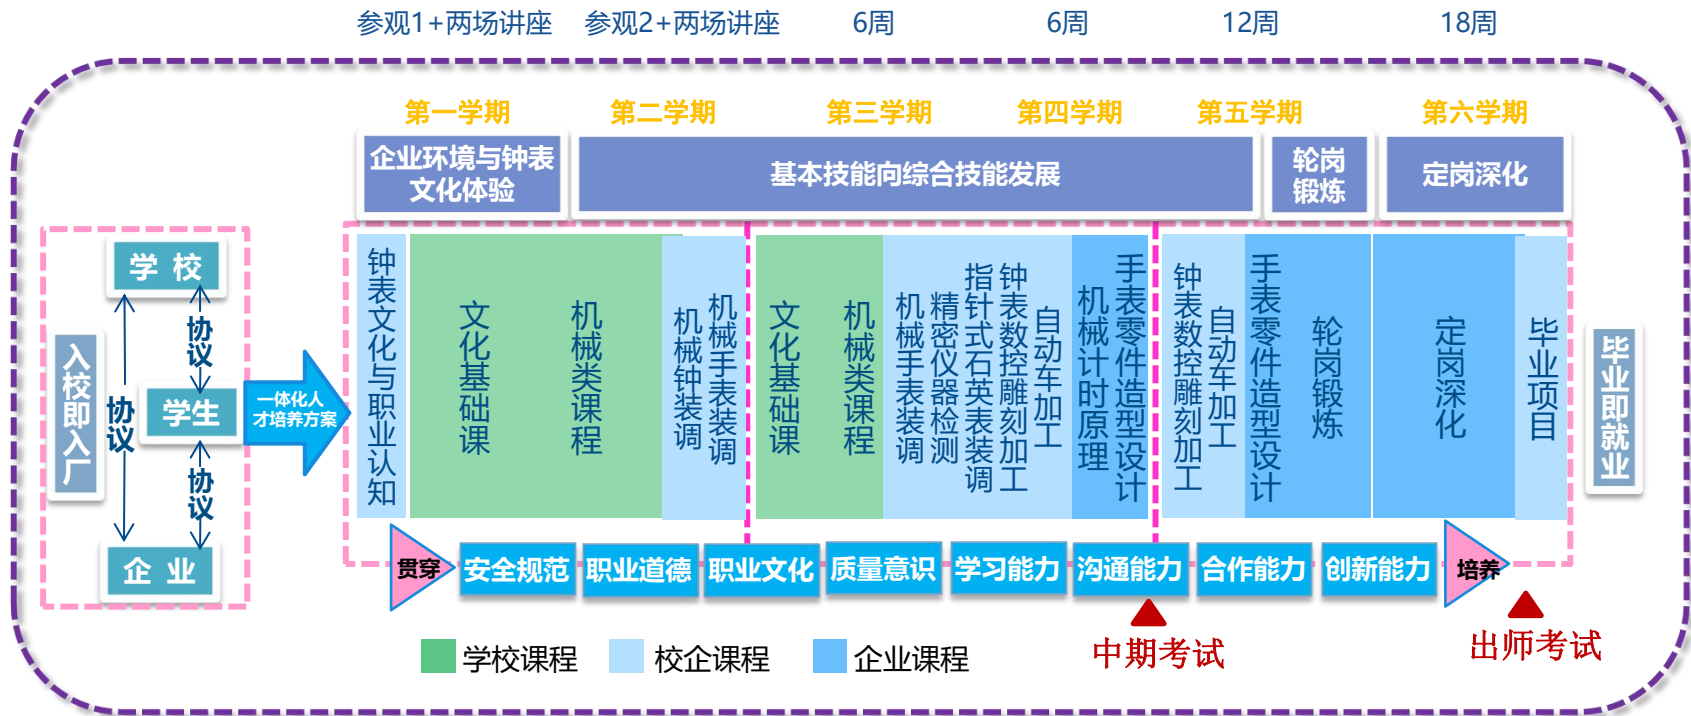 参观1+两场讲座
参观2+两场讲座
6周
6周
12周
18周
第一学期
第二学期
第三学期
第四学期
第五学期
第六学期
企业环境与钟表
文化体验
基本技能向综合技能发展
轮岗
锻炼
定岗深化
入校即入厂
学 校
协议
协议
学生
协议
企 业
一体化人
才培养方案
钟表文化与职业认知
文化基础课
机械类课程
机械钟装调
机械手表装调
文化基础课
机械类课程
机械手表装调
精密仪器检测
指针式石英表装调
钟表数控雕刻加工
自动车加工
机械计时原理
手表零件造型设计
钟表数控雕刻加工
自动车加工
手表零件造型设计
轮岗锻炼
定岗深化
毕业项目
毕业即就业
贯穿
安全规范
职业道德
职业文化
质量意识
学习能力
沟通能力
合作能力
创新能力
培养
中期考试
出师考试
学校课程
校企课程
企业课程